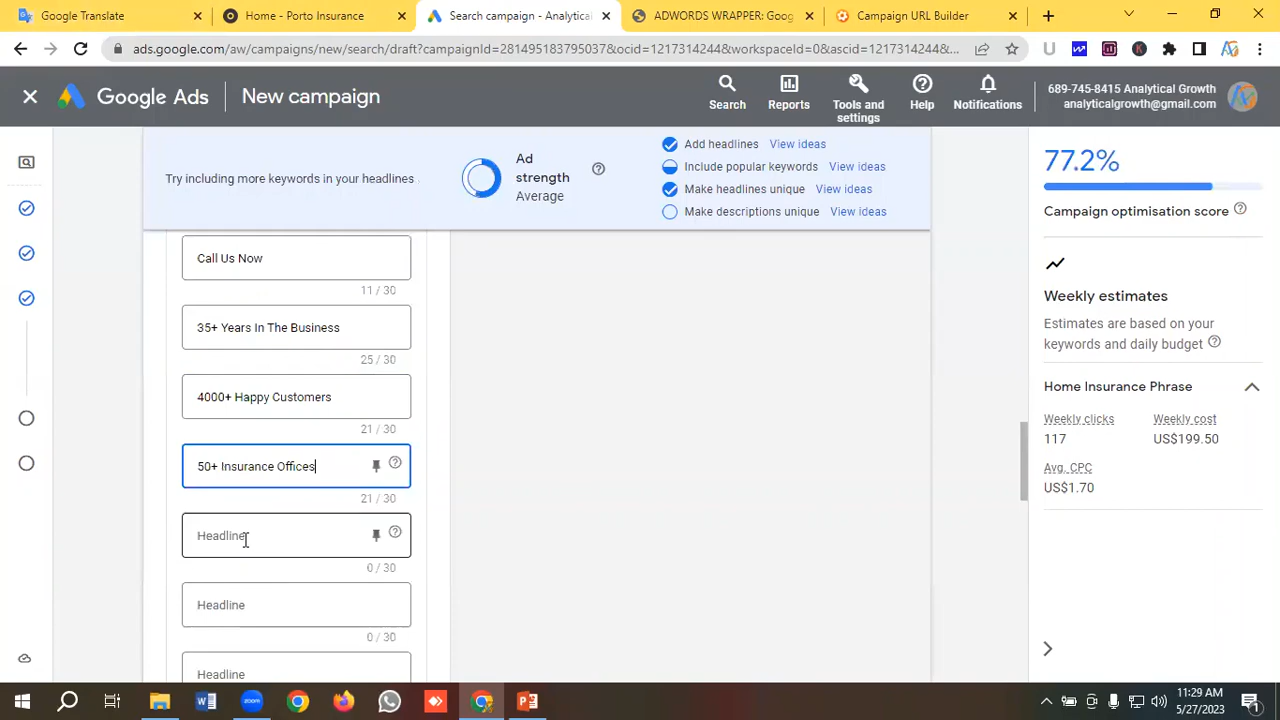 Google Translate
Home - Porto Insurance
Search campaign - Analytical
ADWORDS WRAPPER: Goog
Campaign URL Builder
ads.google.com/aw/campaigns/new/search/draft?campaignId=281495183795037&ocid=1217314244&workspaceId=0&ascid=1217314244&...
Google Ads
New campaign
Search
Reports
Tools and settings
Help
Notifications
689-745-8415 Analytical Growth
analyticalgrowth@gmail.com
Try including more keywords in your headlines
Ad strength
Average
Add headlines View ideas
Include popular keywords View ideas
Make headlines unique View ideas
Make descriptions unique View ideas
77.2%
Campaign optimisation score
Weekly estimates
Estimates are based on your
keywords and daily budget
Home Insurance Phrase
Weekly clicks Weekly cost
117 US$199.50
Avg. CPC
US$1.70
Call Us Now
11 / 30
35+ Years In The Business
25 / 30
4000+ Happy Customers
21 / 30
50+ Insurance Offices
21 / 30
Headline
0 / 30
Headline
0 / 30
Headline
11:29 AM
5/27/2023